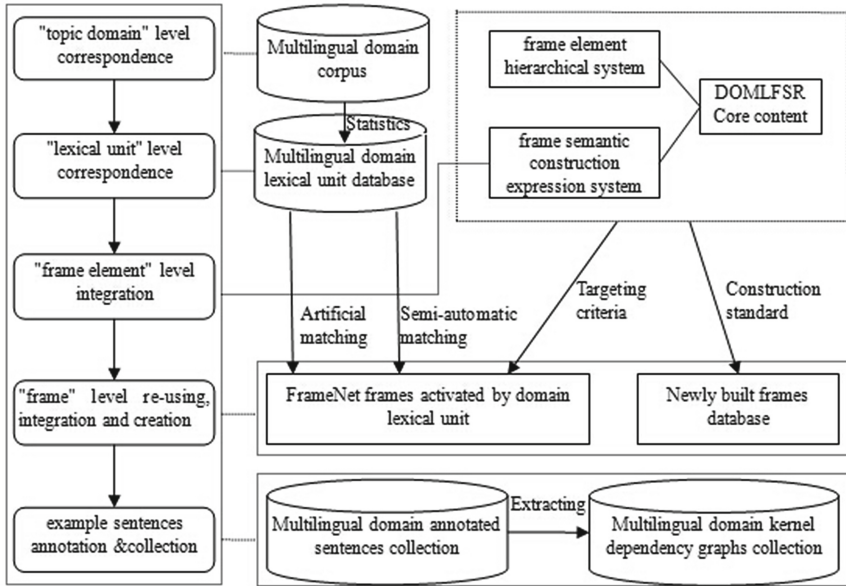 "topic domain" level
correspondence
"lexical unit" level
correspondence
"frame element" level
integration
"frame" level re-using,
integration and creation
example sentences
annotation &collection
Multilingual domain
corpus
Statistics
Multilingual domain
lexical unit database
Artificial
matching
Semi-automatic
matching
frame element
hierarchical system
frame semantic
construction
expression system
DOMLFSR
Core content
Targeting
criteria
Construction
standard
FrameNet frames activated by domain
lexical unit
Newly built frames
database
Multilingual domain annotated
sentences collection
Extracting
Multilingual domain kernel
dependency graphs collection